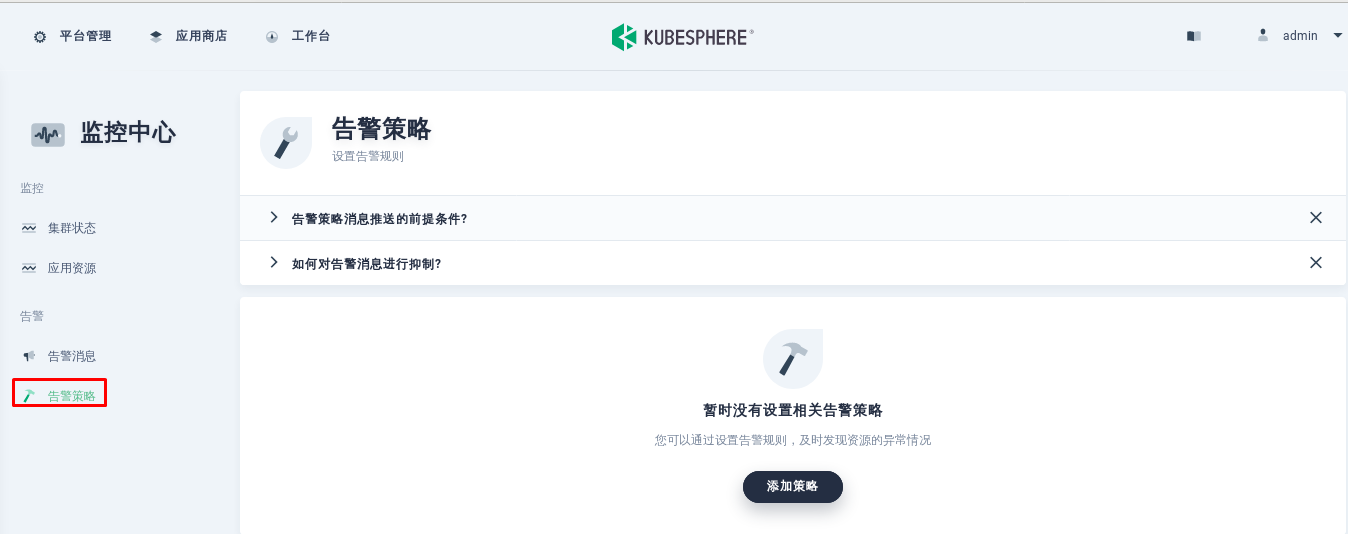 平台管理 应用商店 工作台 KUBESPHERE® admin
监控中心
监控
集群状态
应用资源
告警
告警消息
告警策略
告警策略
设置告警规则
告警策略消息推送的前提条件?
如何对告警消息进行抑制?
暂时没有设置相关告警策略
您可以通过设置告警规则，及时发现资源的异常情况
添加策略